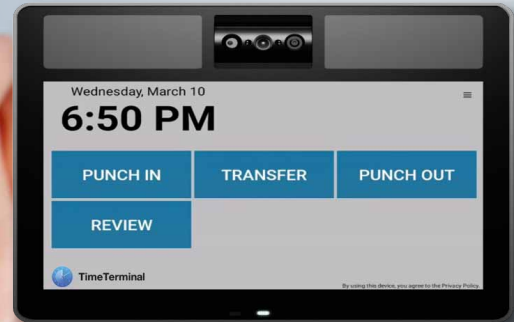 Wednesday, March 10
6:50 PM
PUNCH IN
TRANSFER
PUNCH OUT
REVIEW
TimeTerminal
By using this device, you agree to the Privacy Policy.